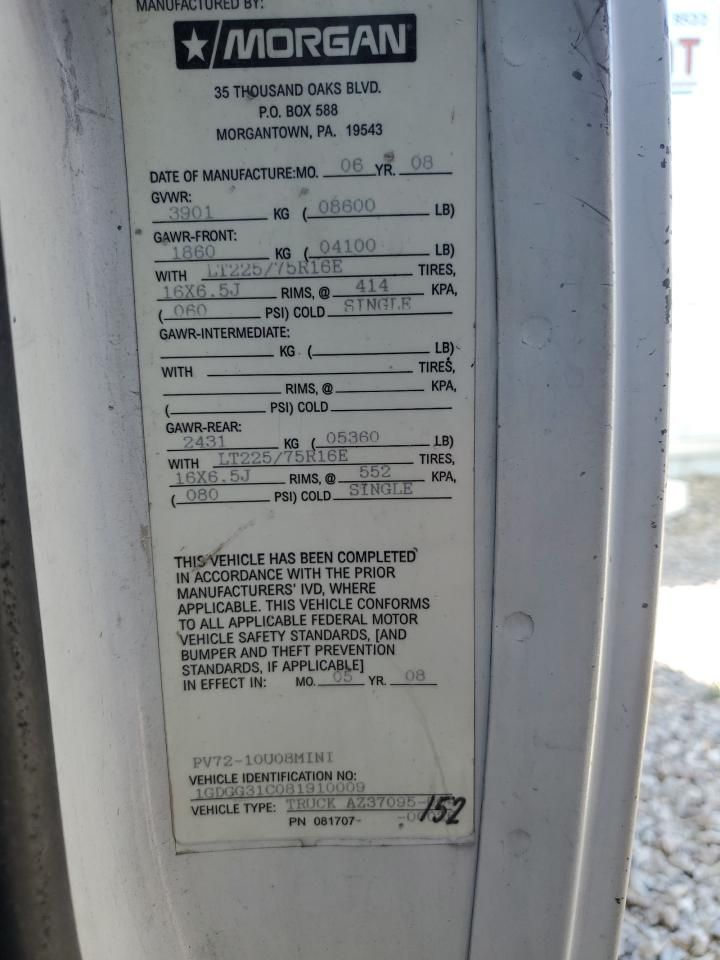 MANUFACTURED BY:
MORGAN
35 THOUSAND OAKS BLVD.
P.O. BOX 588
MORGANTOWN, PA. 19543
DATE OF MANUFACTURE:MO. 06 YR. 08
GVWR:
3901 KG (08600 LB)
GAWR-FRONT:
1860 KG (04100 LB)
WITH LT225/75R16E TIRES,
16X6.5J RIMS, @ 414 KPA,
(060 PSI) COLD SINGLE
GAWR-INTERMEDIATE:
KG ( LB)
WITH TIRES,
RIMS, @ KPA,
( PSI) COLD
GAWR-REAR:
2431 KG (05360 LB)
WITH LT225/75R16E TIRES,
16X6.5J RIMS, @ 552 KPA,
(080 PSI) COLD SINGLE
THIS VEHICLE HAS BEEN COMPLETED
IN ACCORDANCE WITH THE PRIOR
MANUFACTURERS' IVD, WHERE
APPLICABLE. THIS VEHICLE CONFORMS
TO ALL APPLICABLE FEDERAL MOTOR
VEHICLE SAFETY STANDARDS, [AND
BUMPER AND THEFT PREVENTION
STANDARDS, IF APPLICABLE]
IN EFFECT IN: MO. 05 YR. 08
PV72-10U08MINI
VEHICLE IDENTIFICATION NO:
1GDGG31C081910009
VEHICLE TYPE: TRUCK AZ37095-152
PN 081707-